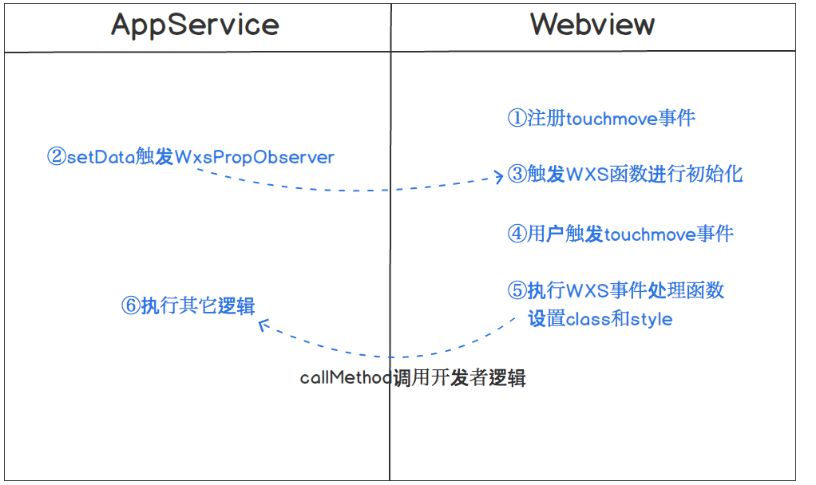 AppService
Webview
①注册touchmove事件
②setData触发WxsPropObserver
③触发WXS函数进行初始化
④用户触发touchmove事件
⑤执行WXS事件处理函数
设置class和style
⑥执行其它逻辑
callMethod调用开发者逻辑